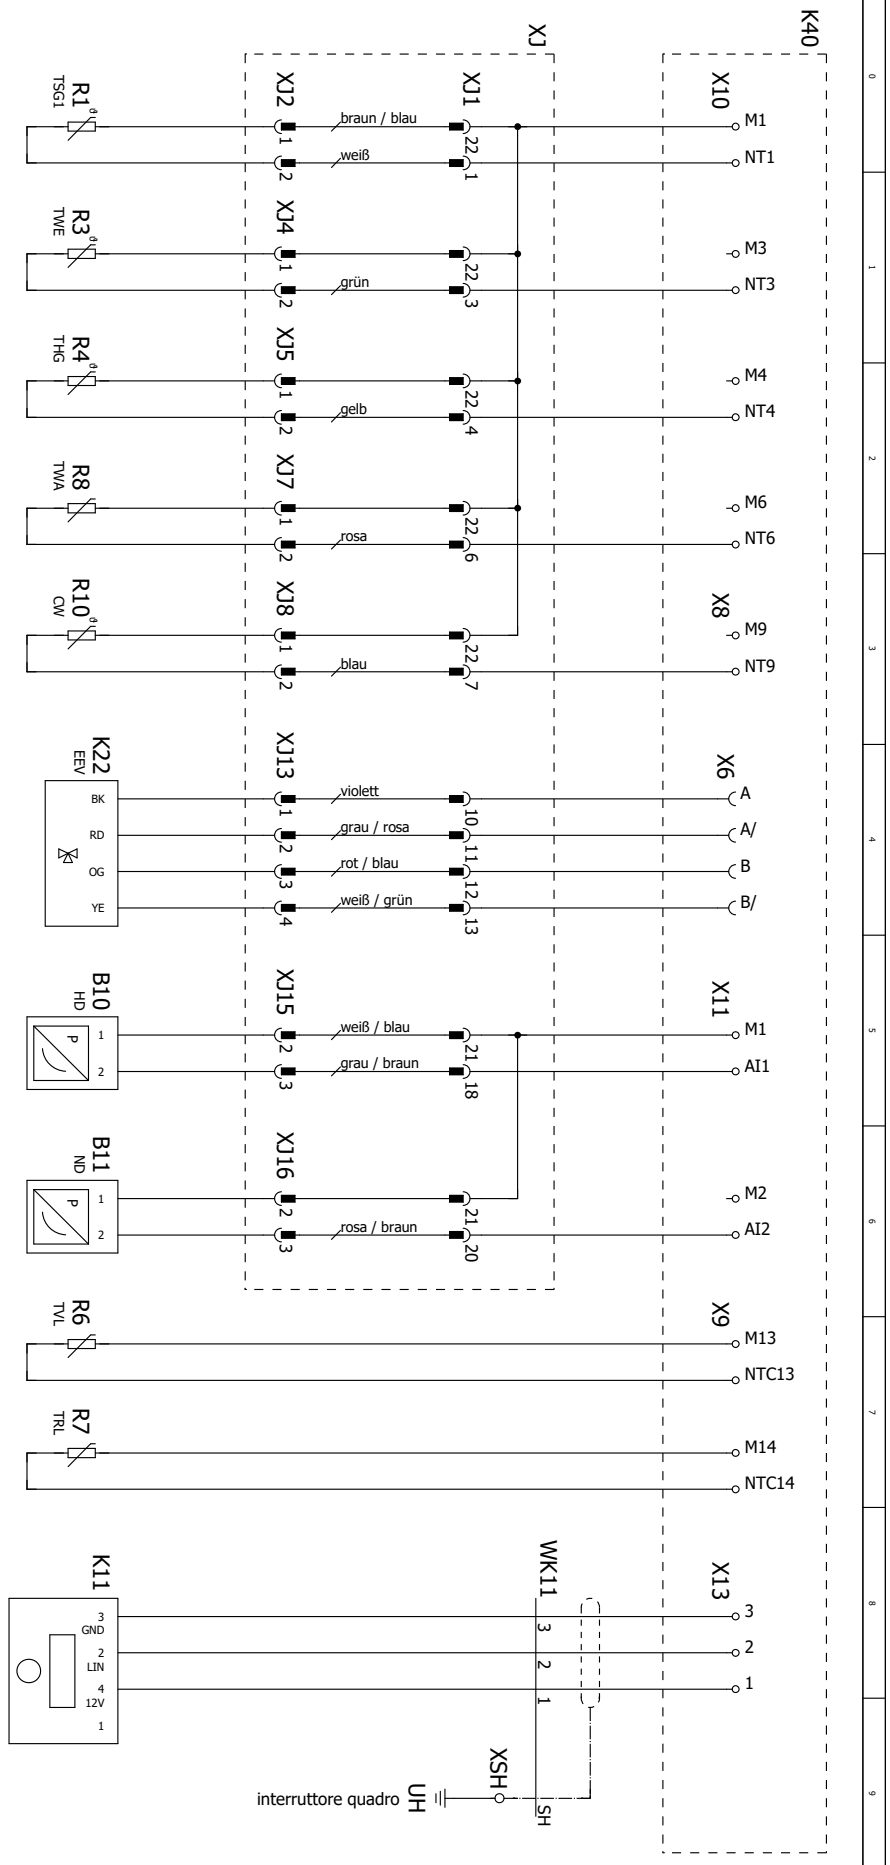 K40
XJ
0
XJ2
XJ1
X10
R1
TSG1
ϑ
braun / blau
M1
1
22
weiß
NT1
2
1
XJ4
R3
TWE
ϑ
M3
1
22
grün
NT3
2
3
1
XJ5
R4
THG
ϑ
M4
1
22
gelb
NT4
2
4
2
XJ7
R8
TWA
M6
1
22
rosa
NT6
2
6
XJ8
X8
R10
CW
ϑ
M9
1
22
3
blau
NT9
2
7
K22
EEV
XJ13
X6
BK
violett
A
1
10
RD
grau / rosa
A/
2
11
4
OG
rot / blau
B
3
12
YE
weiß / grün
B/
4
13
B10
HD
XJ15
X11
1
weiß / blau
M1
P
2
21
5
2
grau / braun
AI1
3
18
B11
ND
XJ16
1
M2
P
2
21
6
2
rosa / braun
AI2
3
20
R6
TVL
X9
M13
NTC13
R7
TRL
7
M14
NTC14
K11
WK11
X13
8
3
GND
3
3
2
LIN
2
2
4
12V
1
1
1
XSH
interruttore quadro
UH
SH
9